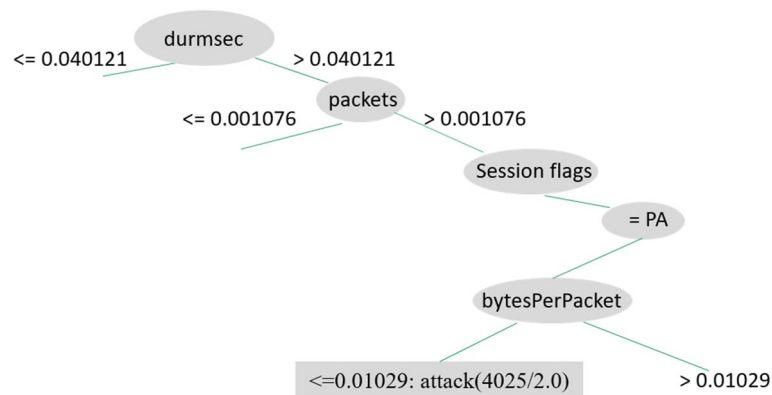 durmsec
<= 0.040121
> 0.040121
packets
<= 0.001076
> 0.001076
Session flags
= PA
bytesPerPacket
<=0.01029: attack(4025/2.0)
> 0.01029